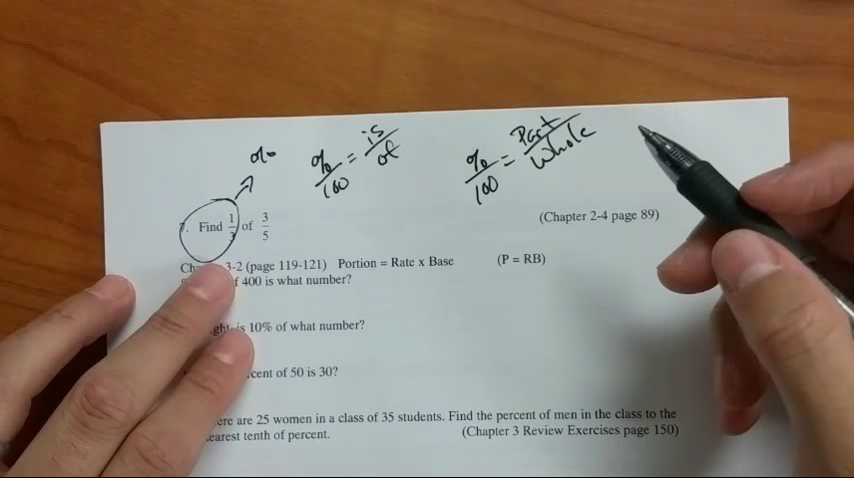 %
%/100 = is/of
%/100 = Part/Whole
7. Find 1/3 of 3/5 (Chapter 2-4 page 89)
3-2 (page 119-121) Portion = Rate x Base (P = RB)
of 400 is what number?
is 10% of what number?
cent of 50 is 30?
ere are 25 women in a class of 35 students. Find the percent of men in the class to the
earest tenth of percent. (Chapter 3 Review Exercises page 150)